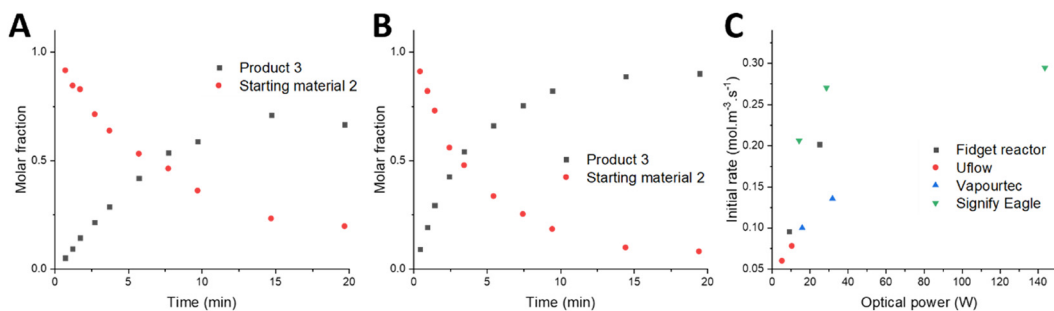 A
Molar fraction
1.0
0.5
0.0
Product 3
Starting material 2
0 5 10 15 20
Time (min)
B
Molar fraction
1.0
0.5
0.0
Product 3
Starting material 2
0 5 10 15 20
Time (min)
C
Initial rate (mol.m⁻³.s⁻¹)
0.30
0.25
0.20
0.15
0.10
0.05
Fidget reactor
Uflow
Vapourtec
Signify Eagle
0 20 40 60 80 100 120 140
Optical power (W)